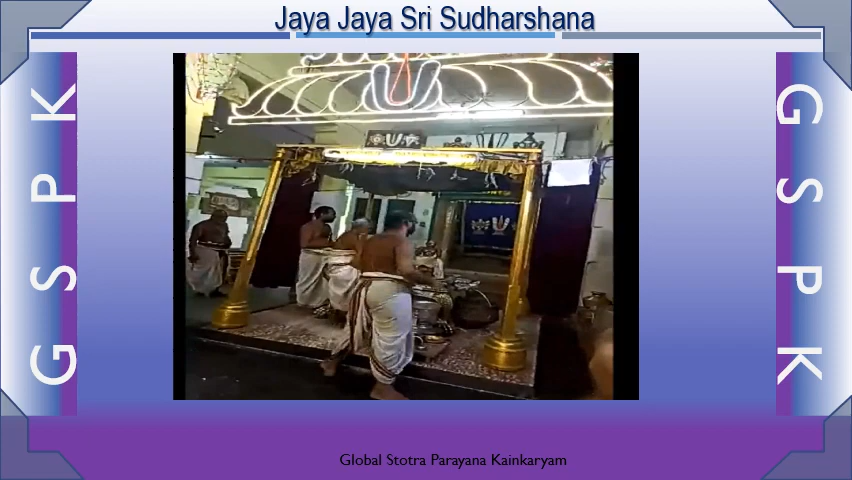 Jaya Jaya Sri Sudharshana
G S P K
G S P K
Global Stotra Parayana Kainkaryam